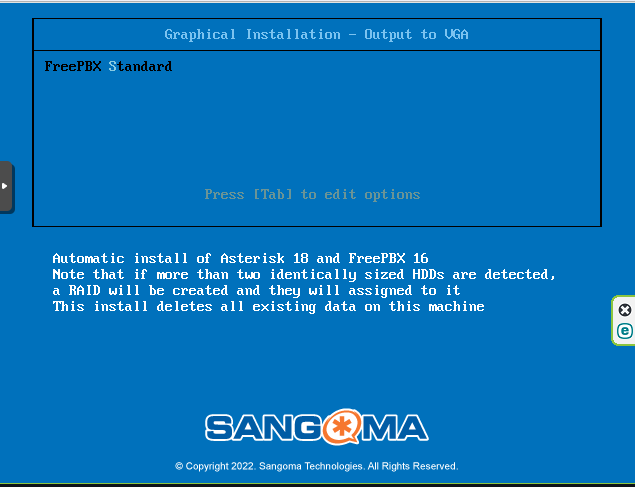 Graphical Installation - Output to VGA
FreePBX Standard
Press [Tab] to edit options
Automatic install of Asterisk 18 and FreePBX 16
Note that if more than two identically sized HDDs are detected,
a RAID will be created and they will assigned to it
This install deletes all existing data on this machine
e
SANGOMA
© Copyright 2022. Sangoma Technologies. All Rights Reserved.